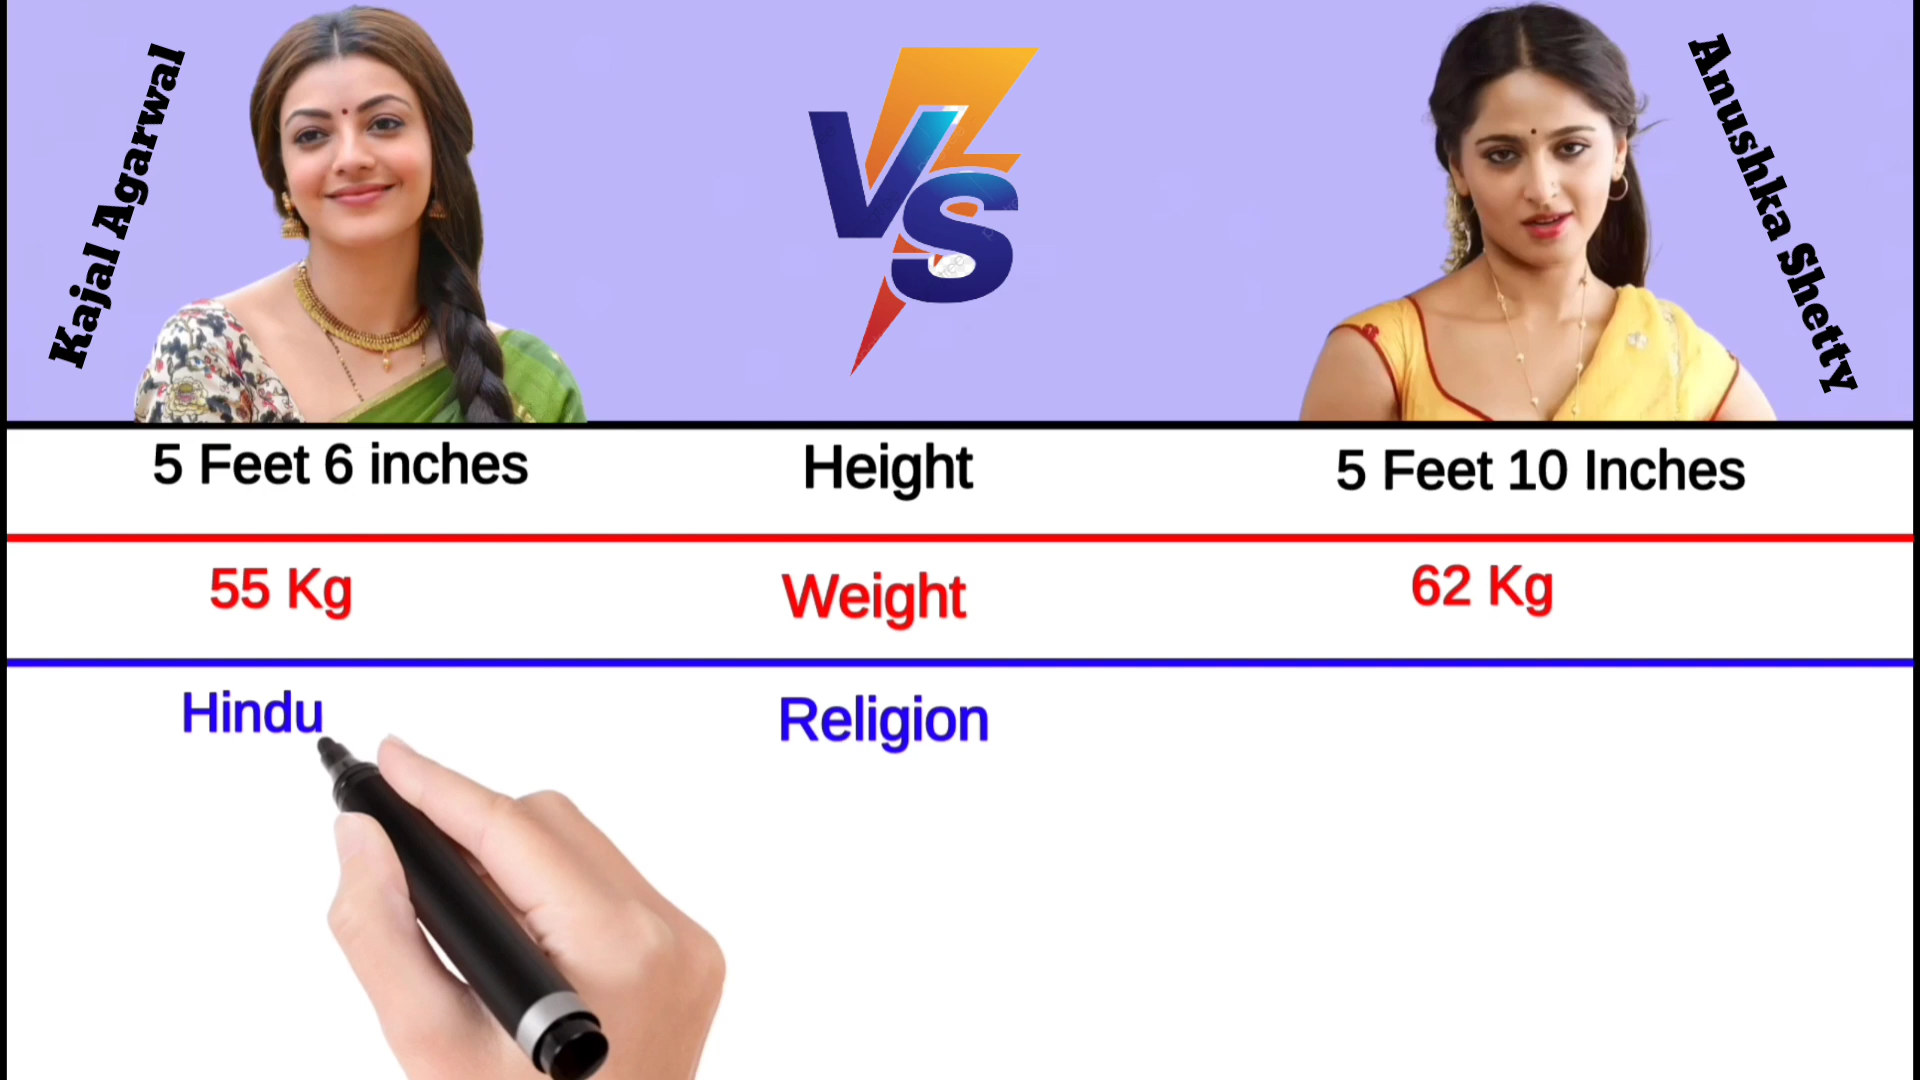 Kajal Agarwal
VS
Anushka Shetty
5 Feet 6 inches Height 5 Feet 10 Inches
55 Kg Weight 62 Kg
Hindu Religion